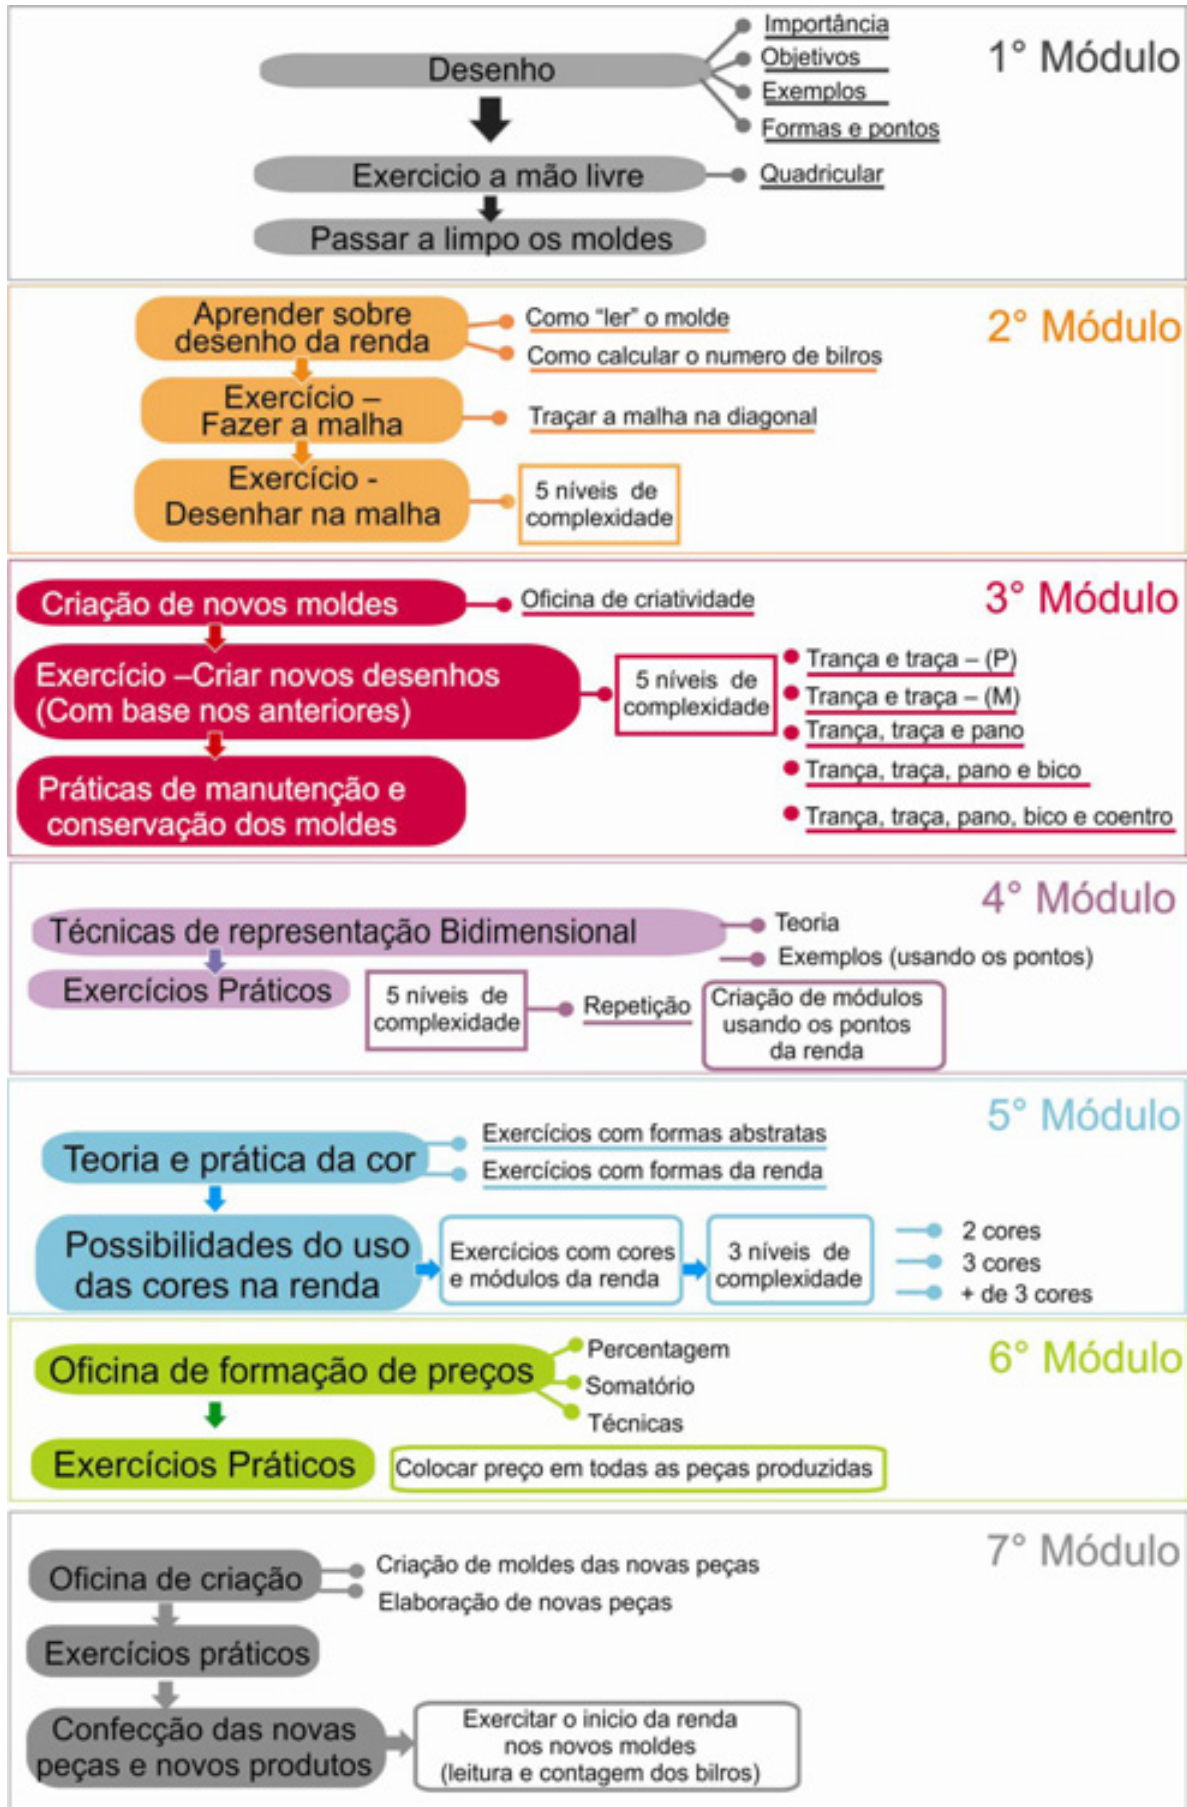 1° Módulo
Desenho
Importância
Objetivos
Exemplos
Formas e pontos
Exercicio a mão livre
Quadricular
Passar a limpo os moldes
2° Módulo
Aprender sobre
desenho da renda
Como “ler” o molde
Como calcular o numero de bilros
Exercício –
Fazer a malha
Traçar a malha na diagonal
Exercício -
Desenhar na malha
5 níveis de
complexidade
3° Módulo
Criação de novos moldes
Oficina de criatividade
Exercício –Criar novos desenhos
(Com base nos anteriores)
5 níveis de
complexidade
Trança e traça – (P)
Trança e traça – (M)
Trança, traça e pano
Trança, traça, pano e bico
Trança, traça, pano, bico e coentro
Práticas de manutenção e
conservação dos moldes
4° Módulo
Técnicas de representação Bidimensional
Teoria
Exemplos (usando os pontos)
Exercícios Práticos
5 níveis de
complexidade
Repetição
Criação de módulos
usando os pontos
da renda
5° Módulo
Teoria e prática da cor
Exercícios com formas abstratas
Exercícios com formas da renda
Possibilidades do uso
das cores na renda
Exercícios com cores
e módulos da renda
3 níveis de
complexidade
2 cores
3 cores
+ de 3 cores
6° Módulo
Oficina de formação de preços
Percentagem
Somatório
Técnicas
Exercícios Práticos
Colocar preço em todas as peças produzidas
7° Módulo
Oficina de criação
Criação de moldes das novas peças
Elaboração de novas peças
Exercícios práticos
Confecção das novas
peças e novos produtos
Exercitar o inicio da renda
nos novos moldes
(leitura e contagem dos bilros)